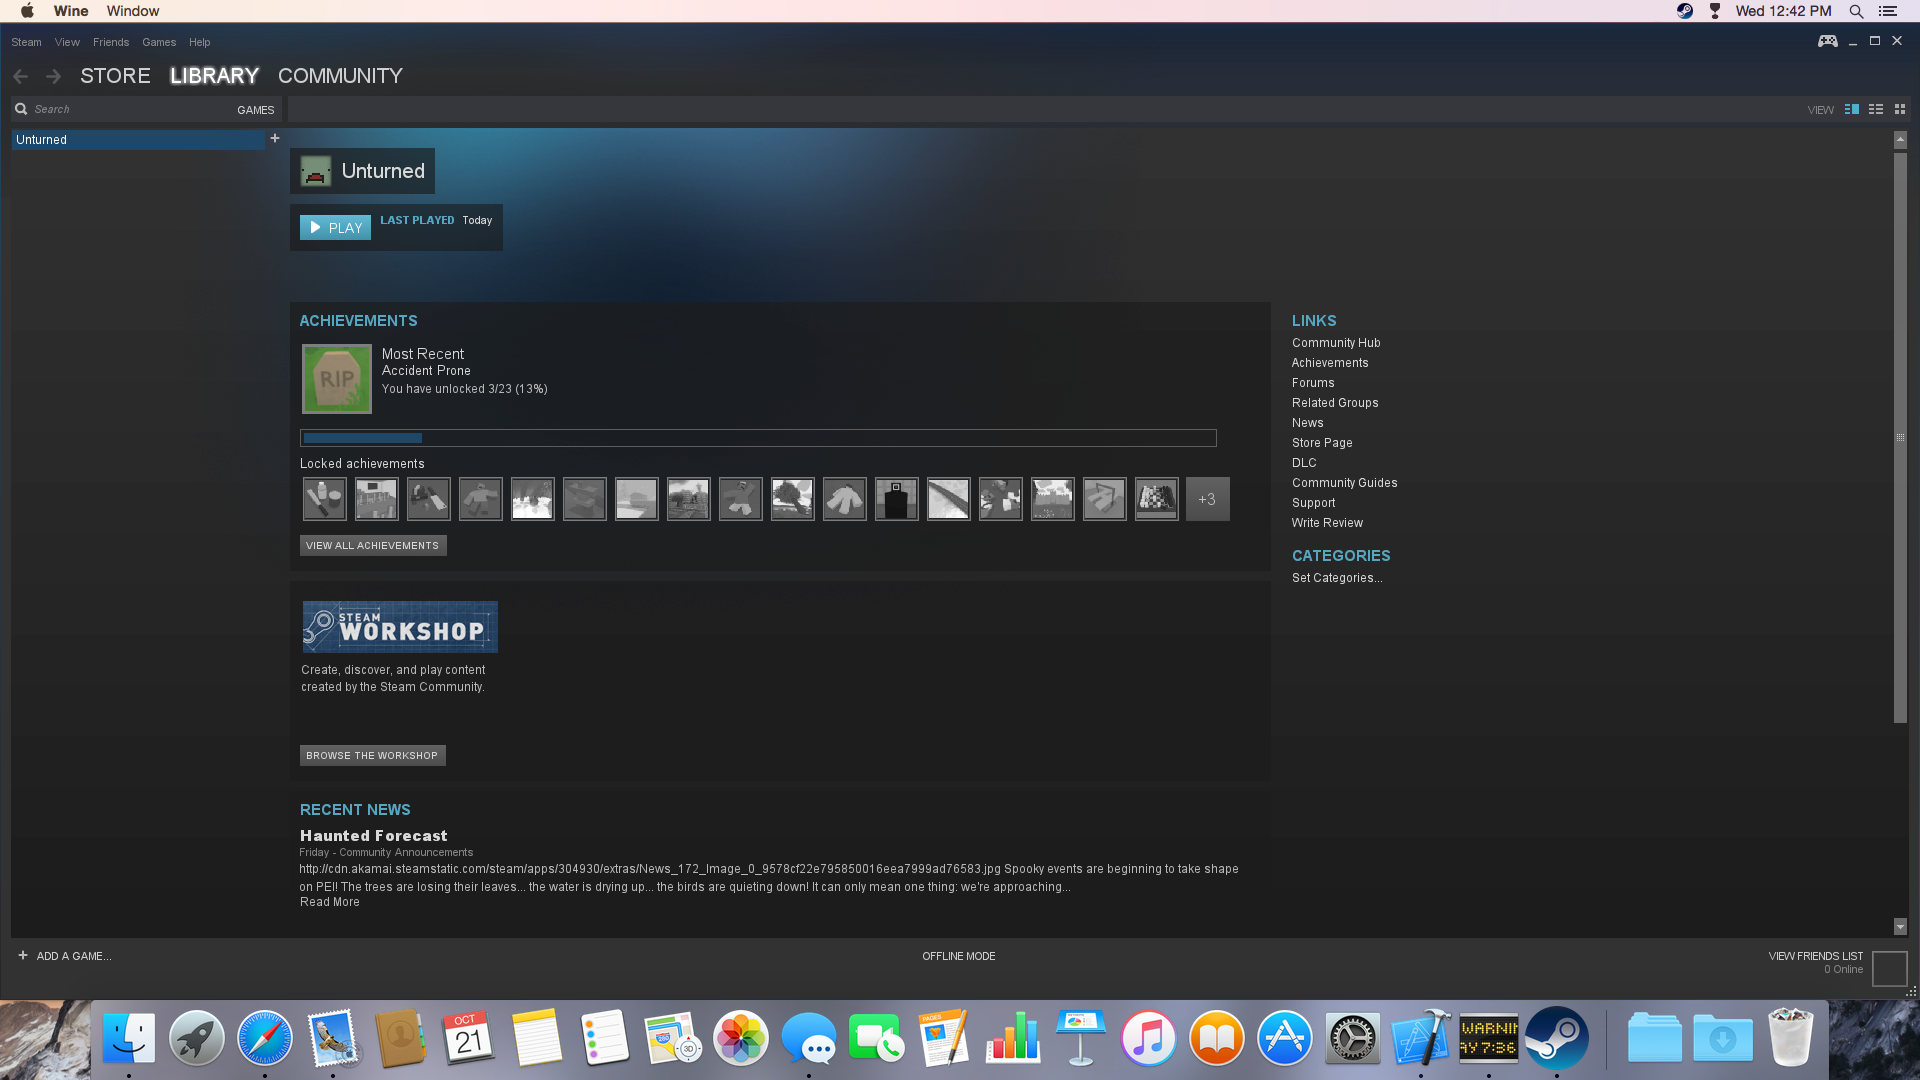 Wine Window
Wed 12:42 PM
Steam View Friends Games Help
STORE LIBRARY COMMUNITY
Search GAMES
VIEW
Unturned
Unturned
PLAY LAST PLAYED Today
ACHIEVEMENTS
RIP
Most Recent
Accident Prone
You have unlocked 3/23 (13%)
Locked achievements
+3
VIEW ALL ACHIEVEMENTS
LINKS
Community Hub
Achievements
Forums
Related Groups
News
Store Page
DLC
Community Guides
Support
Write Review
CATEGORIES
Set Categories...
STEAM
WORKSHOP
Create, discover, and play content
created by the Steam Community.
BROWSE THE WORKSHOP
RECENT NEWS
Haunted Forecast
Friday - Community Announcements
http://cdn.akamai.steamstatic.com/steam/apps/304930/extras/News_172_Image_0_9578cf22e795850016eea7999ad76583.jpg Spooky events are beginning to take shape
on PEI! The trees are losing their leaves... the water is drying up... the birds are quieting down! It can only mean one thing: we're approaching...
Read More
ADD A GAME...
OFFLINE MODE
VIEW FRIENDS LIST
0 Online
OCT
21
280
3D
PAGES
WARNIN
AY 7:36